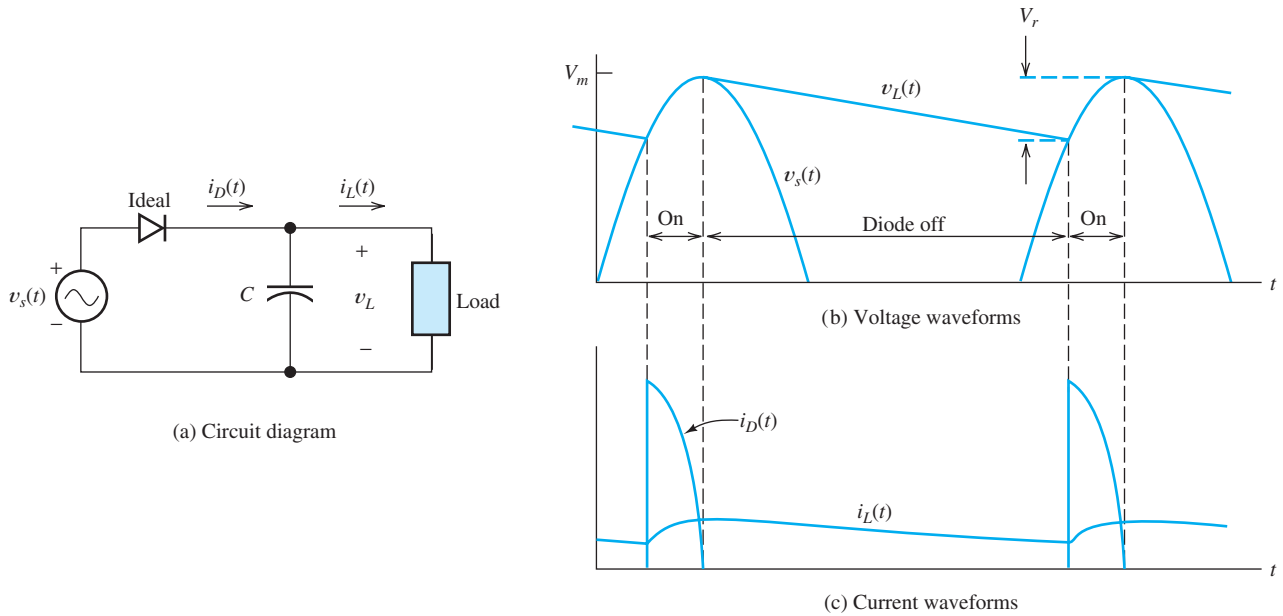 Ideal
i_D(t)
i_L(t)
+
v_s(t)
−
C
+
v_L
−
Load
(a) Circuit diagram
V_r
V_m
v_L(t)
v_s(t)
On
Diode off
On
t
(b) Voltage waveforms
i_D(t)
i_L(t)
t
(c) Current waveforms